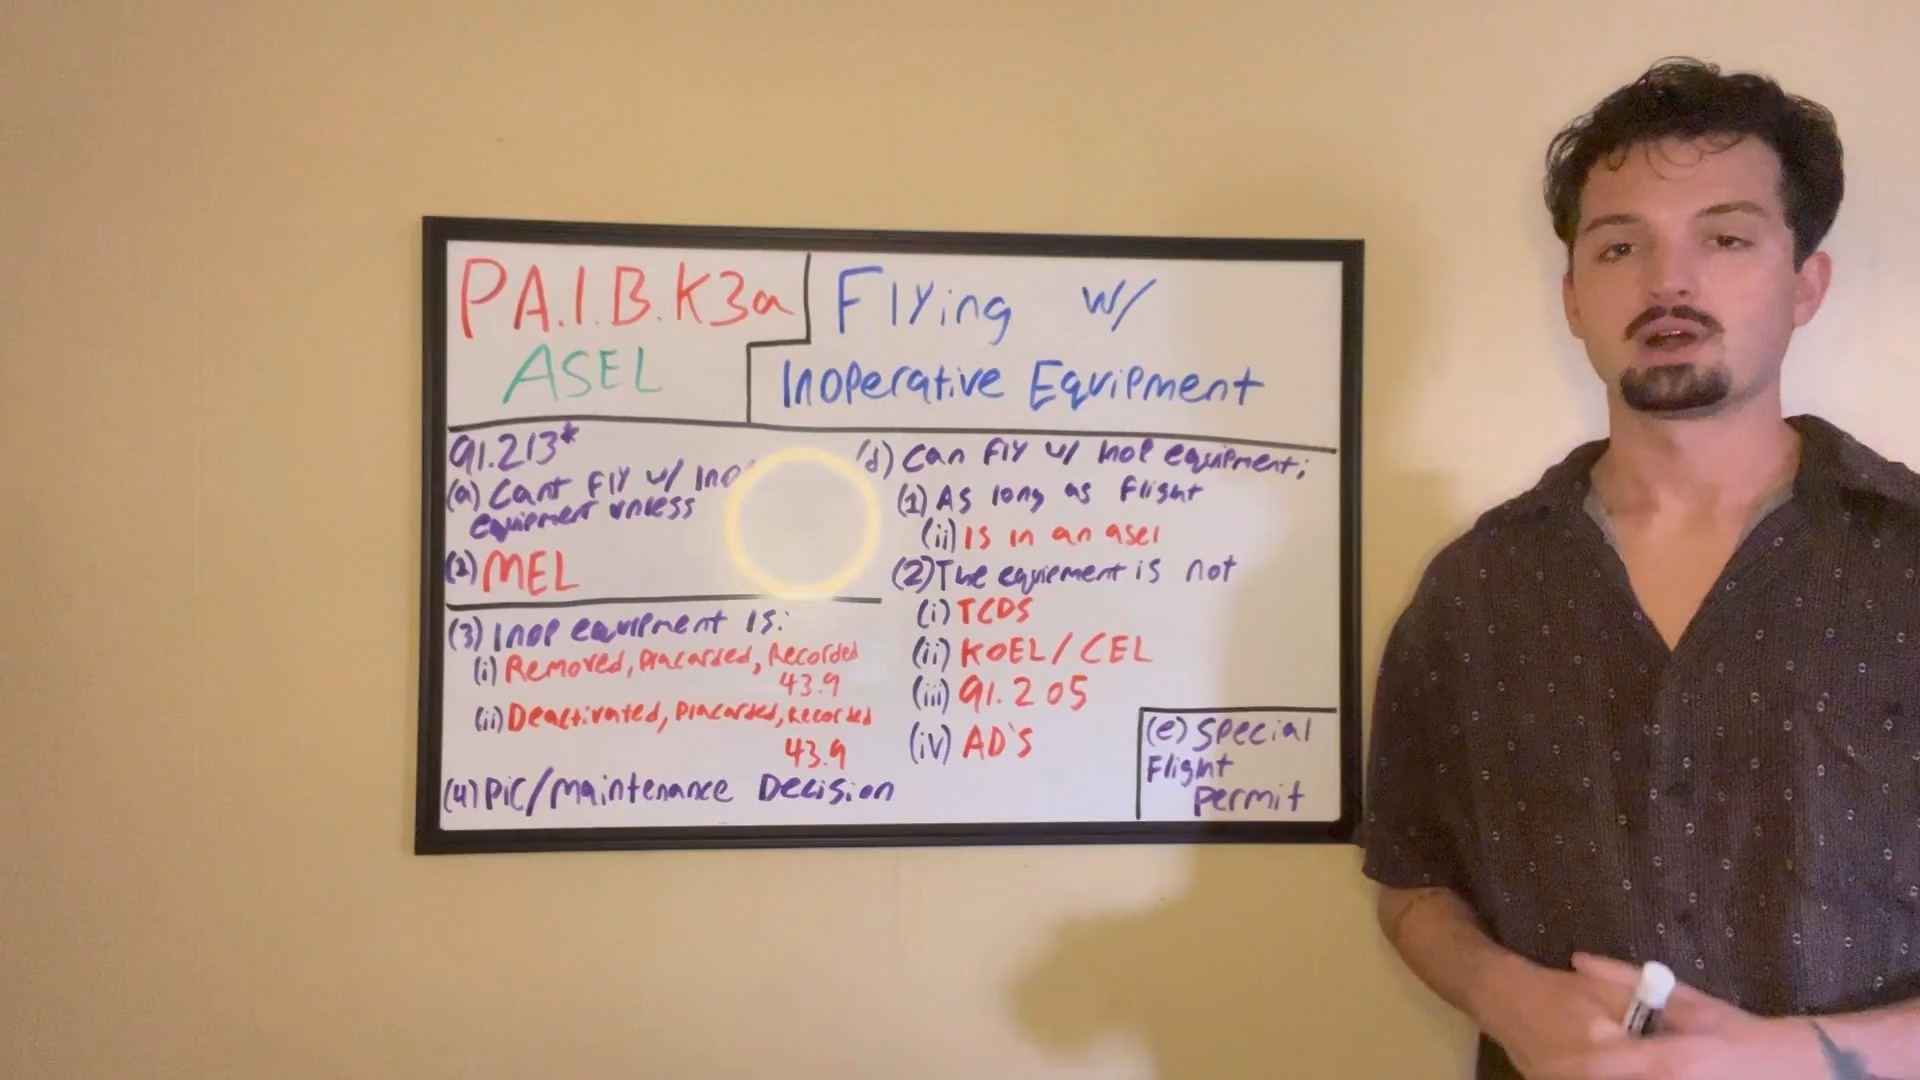 PA.I.B.K3a
ASEL
Flying w/
Inoperative Equipment
91.213*
(a) Cant Fly w/ Ino
equipment unless
(2) MEL
(3) Inop equipment is:
(i) Removed, Placarded, Recorded
43.9
(ii) Deactivated, Placarded, Recorded
43.9
(4) PIC/Maintenance Decision
(d) Can Fly w/ Inop equipment;
(1) As long as Flight
(ii) Is in an asel
(2) The equipment is not
(i) TCDS
(ii) KOEL/CEL
(iii) 91.205
(iv) AD's
(e) Special
Flight
Permit